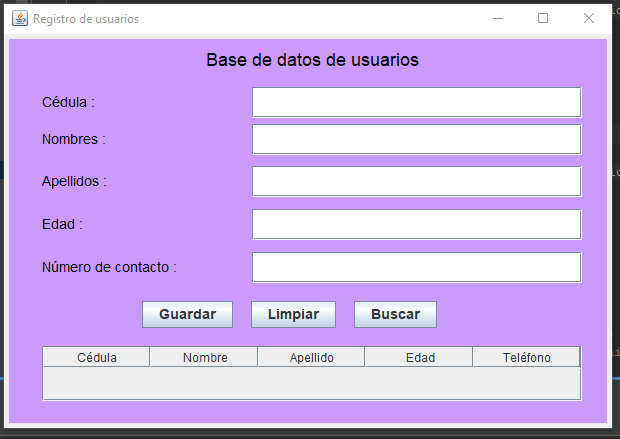 Registro de usuarios
Base de datos de usuarios
Cédula :
Nombres :
Apellidos :
Edad :
Número de contacto :
Guardar Limpiar Buscar
Cédula Nombre Apellido Edad Teléfono